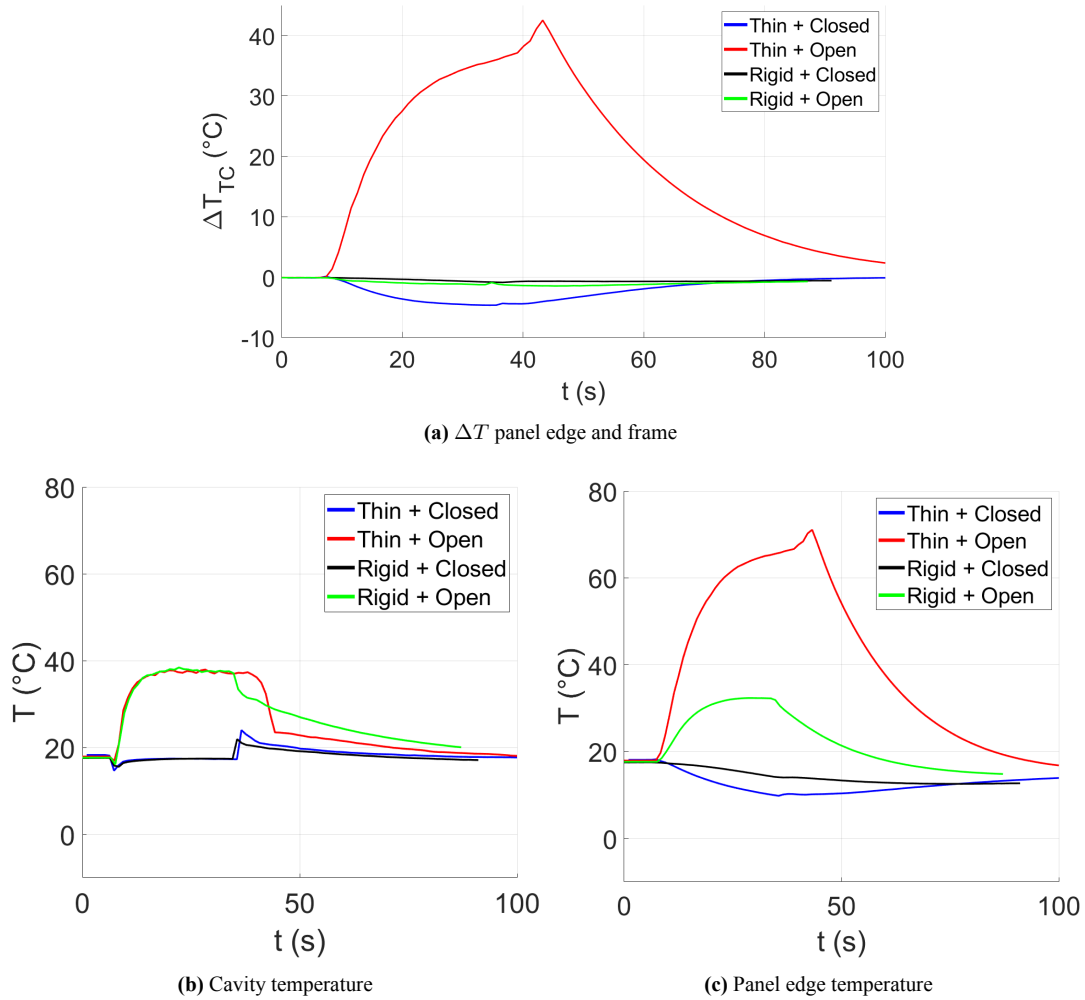 40
30
20
10
0
-10
ΔT_TC (°C)
Thin + Closed
Thin + Open
Rigid + Closed
Rigid + Open
0 20 40 60 80 100
t (s)
(a) ΔT panel edge and frame
80
60
40
20
0
T (°C)
Thin + Closed
Thin + Open
Rigid + Closed
Rigid + Open
0 50 100
t (s)
(b) Cavity temperature
80
60
40
20
0
T (°C)
Thin + Closed
Thin + Open
Rigid + Closed
Rigid + Open
0 50 100
t (s)
(c) Panel edge temperature